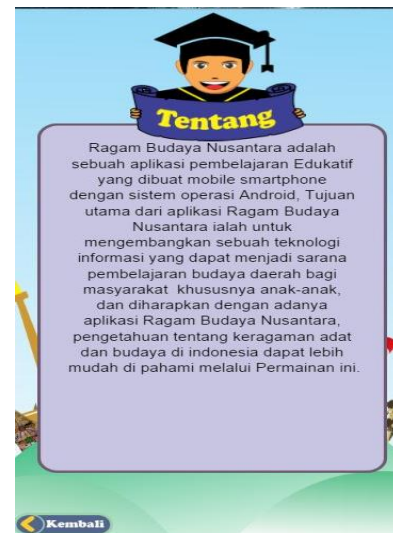 Tentang
Ragam Budaya Nusantara adalah
sebuah aplikasi pembelajaran Edukatif
yang dibuat mobile smartphone
dengan sistem operasi Android, Tujuan
utama dari aplikasi Ragam Budaya
Nusantara ialah untuk
mengembangkan sebuah teknologi
informasi yang dapat menjadi sarana
pembelajaran budaya daerah bagi
masyarakat khususnya anak-anak,
dan diharapkan dengan adanya
aplikasi Ragam Budaya Nusantara,
pengetahuan tentang keragaman adat
dan budaya di indonesia dapat lebih
mudah di pahami melalui Permainan ini.
Kembali